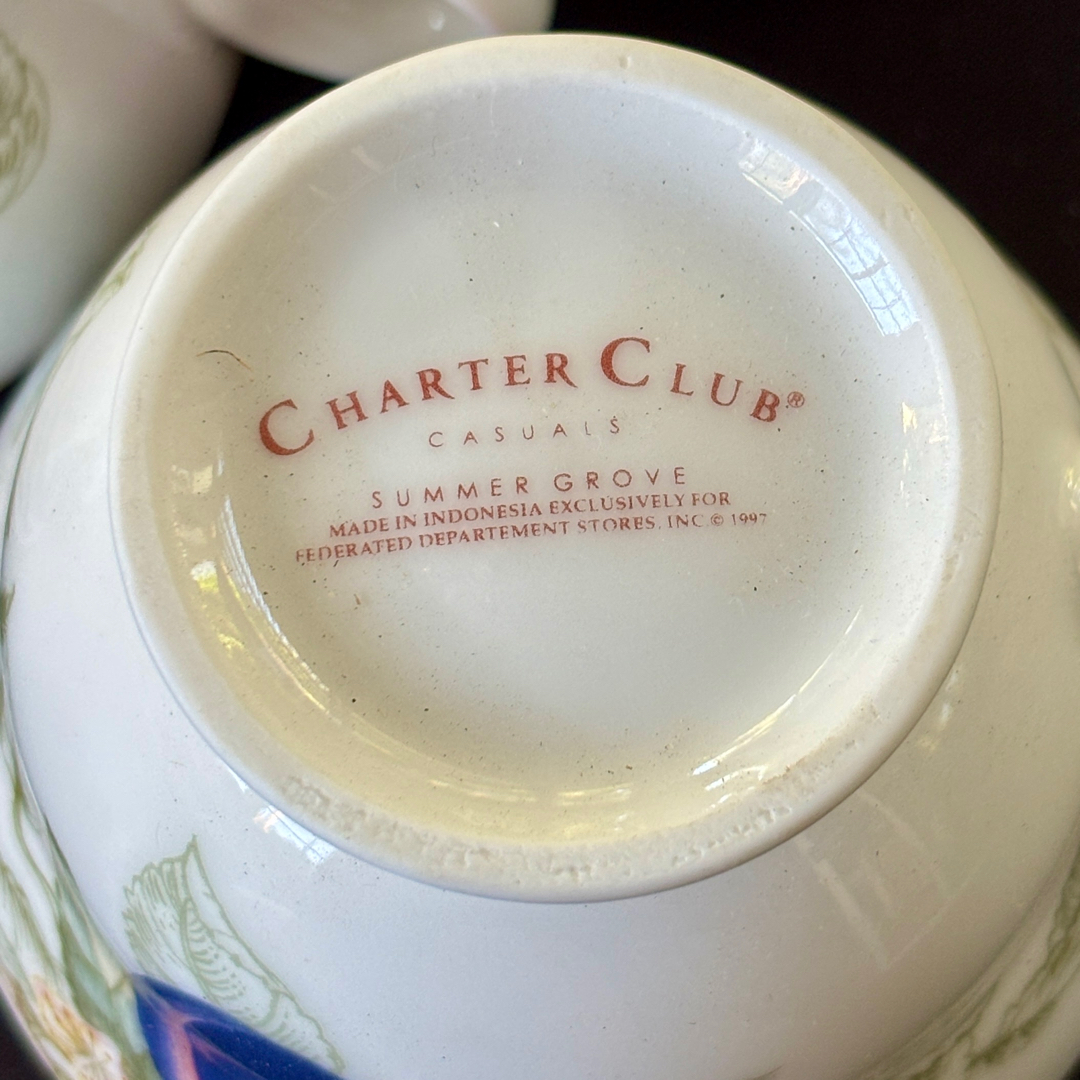 CHARTER CLUB®
CASUALS
SUMMER GROVE
MADE IN INDONESIA EXCLUSIVELY FOR
FEDERATED DEPARTEMENT STORES, INC © 1997